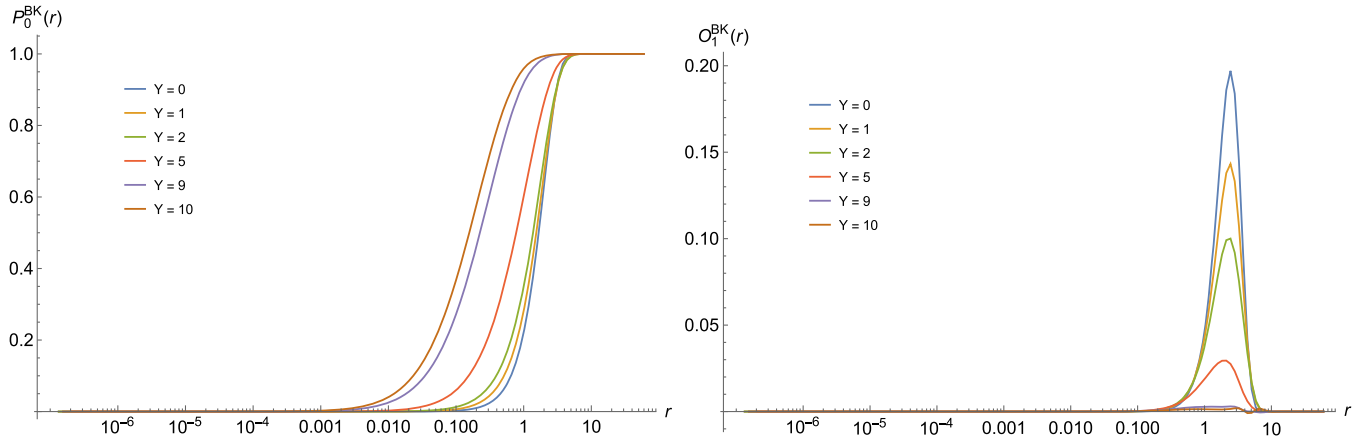 P₀ᴮᴷ(r)
1.0
0.8
0.6
0.4
0.2
Y = 0
Y = 1
Y = 2
Y = 5
Y = 9
Y = 10
10⁻⁶ 10⁻⁵ 10⁻⁴ 0.001 0.010 0.100 1 10 r
O₁ᴮᴷ(r)
0.20
0.15
0.10
0.05
Y = 0
Y = 1
Y = 2
Y = 5
Y = 9
Y = 10
10⁻⁶ 10⁻⁵ 10⁻⁴ 0.001 0.010 0.100 1 10 r